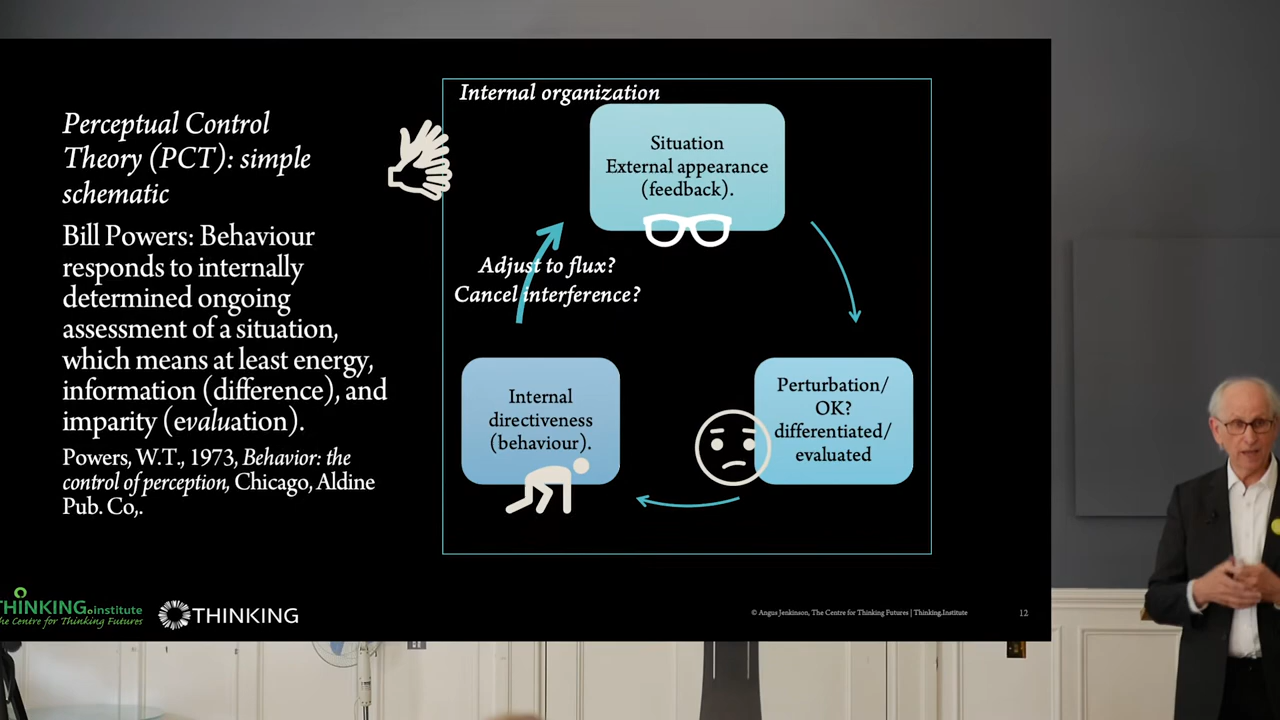 Perceptual Control
Theory (PCT): simple
schematic
Bill Powers: Behaviour
responds to internally
determined ongoing
assessment of a situation,
which means at least energy,
information (difference), and
imparity (evaluation).
Powers, W.T., 1973, Behavior: the
control of perception, Chicago, Aldine
Pub. Co,.
Internal organization
Situation
External appearance
(feedback).
Adjust to flux?
Cancel interference?
Internal
directiveness
(behaviour).
Perturbation/
OK?
differentiated/
evaluated
THINKING.institute
he Centre for Thinking Futures
THINKING
© Angus Jenkinson, The Centre for Thinking Futures | Thinking.Institute
12